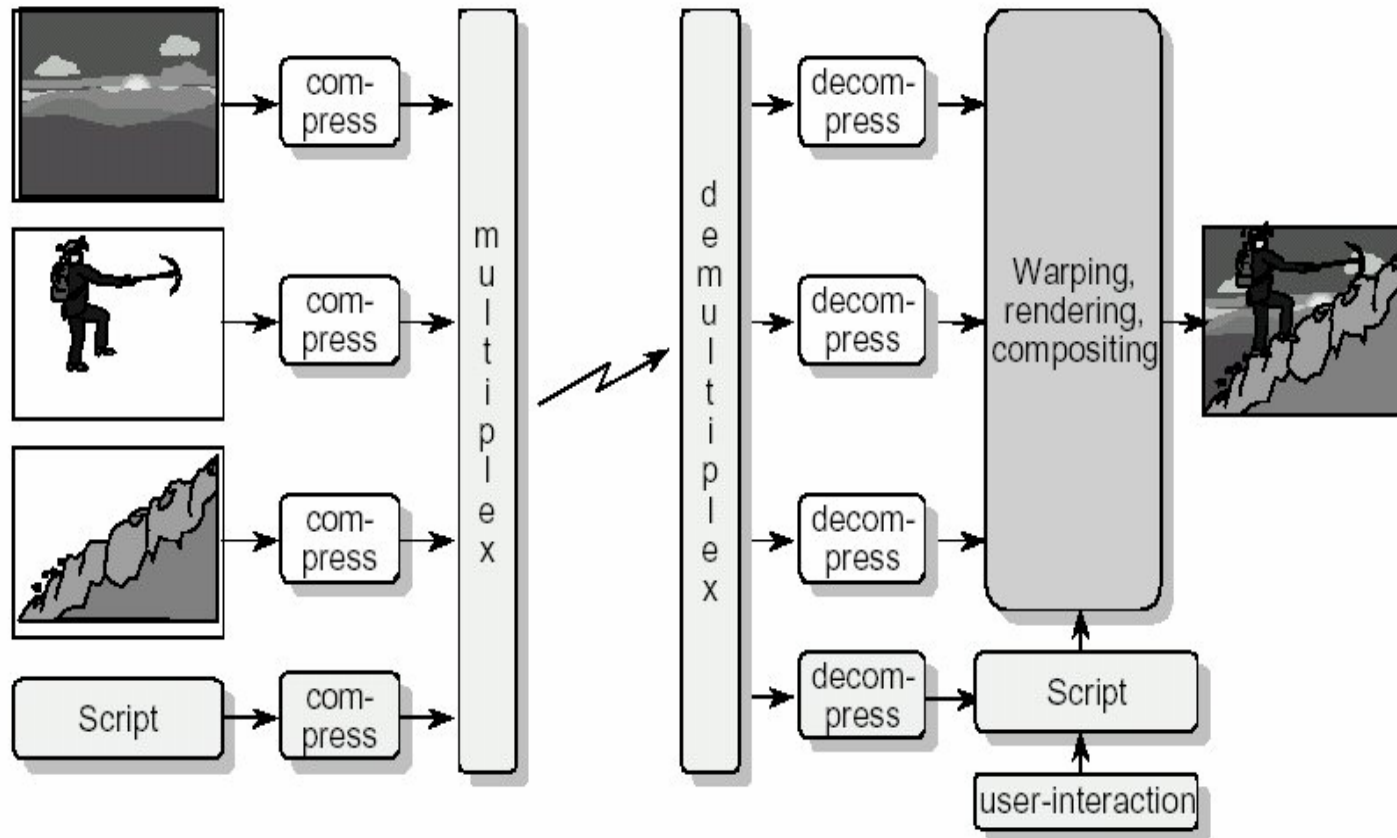 com-
press
decom-
press
com-
press
m
u
l
t
i
p
l
e
x
d
e
m
u
l
t
i
p
l
e
x
decom-
press
Warping,
rendering,
compositing
com-
press
decom-
press
Script
com-
press
decom-
press
Script
user-interaction